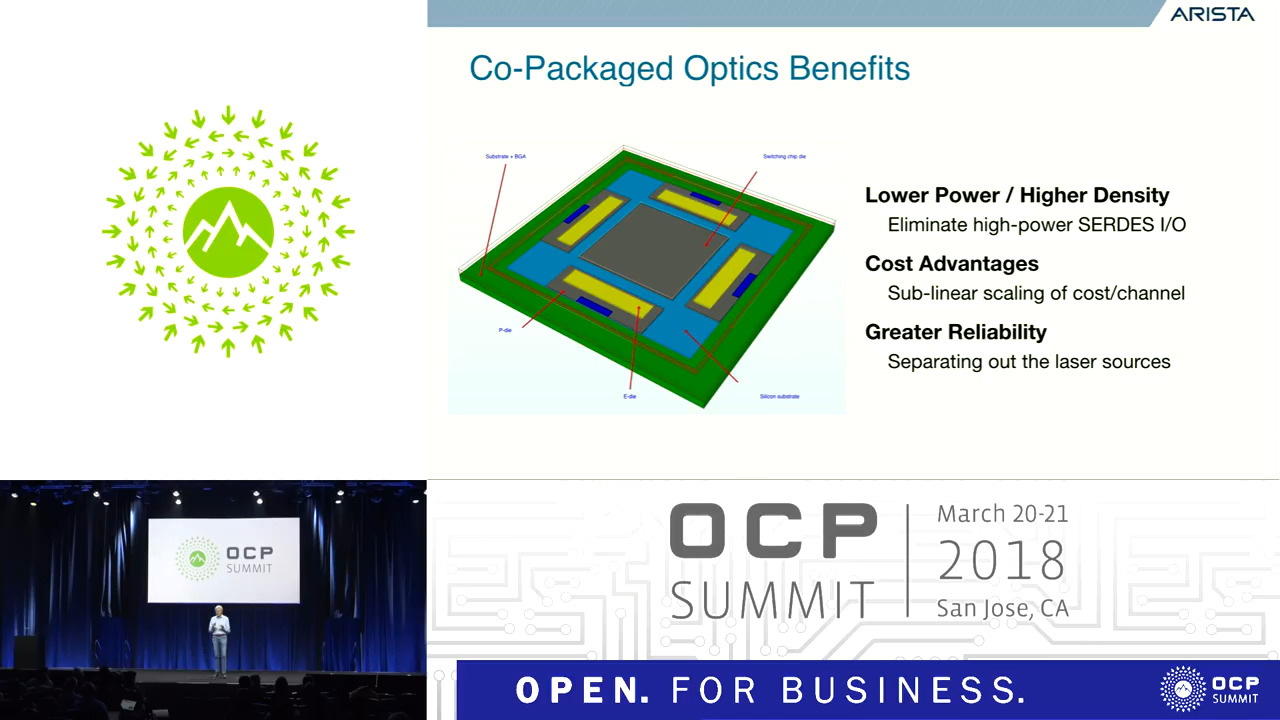 ARISTA
Co-Packaged Optics Benefits
Substrate + BGA
Switching chip die
P-die
E-die
Silicon substrate
Lower Power / Higher Density
Eliminate high-power SERDES I/O
Cost Advantages
Sub-linear scaling of cost/channel
Greater Reliability
Separating out the laser sources
OCP
SUMMIT
OCP
SUMMIT
March 20-21
2018
San Jose, CA
OPEN. FOR BUSINESS.
OCP
SUMMIT